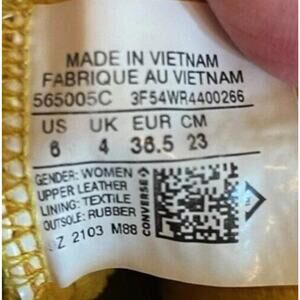 MADE IN VIETNAM
FABRIQUE AU VIETNAM
565005C 3F54WR4400266
US UK EUR CM
6 4 36.5 23
GENDER: WOMEN
UPPER LEATHER
LINING: TEXTILE
OUTSOLE: RUBBER
Z 2103 M88
CONVERSE